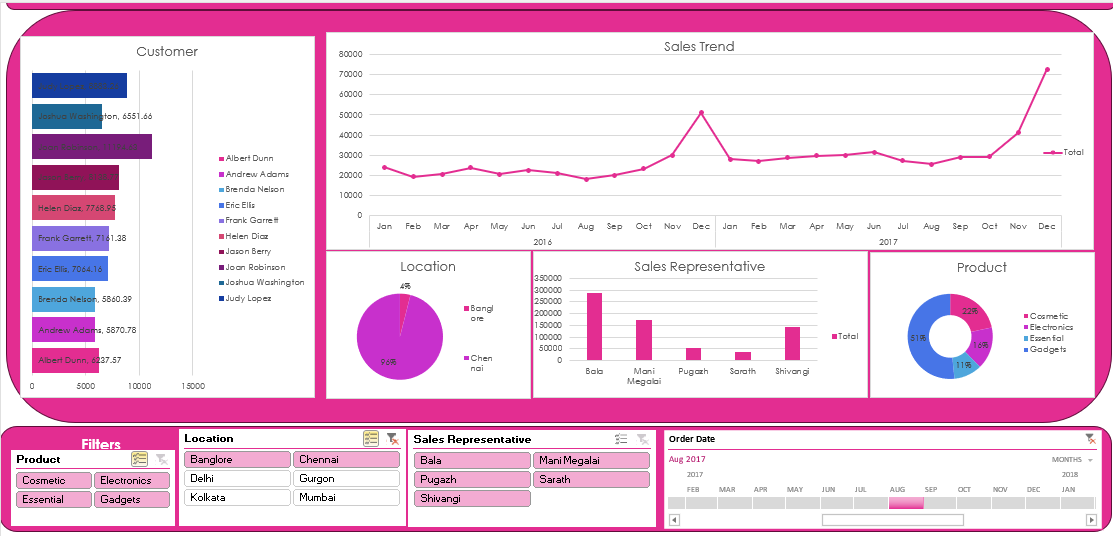 Customer
Joshua Washington, 6551.66
Helen Diaz, 7768.95
Frank Garrett, 7161.38
Eric Ellis, 7064.16
Brenda Nelson, 5860.39
Andrew Adams, 5870.78
Albert Dunn, 6237.57
0 5000 10000 15000
Albert Dunn
Andrew Adams
Brenda Nelson
Eric Ellis
Frank Garrett
Helen Diaz
Jason Berry
Joan Robinson
Joshua Washington
Judy Lopez
Sales Trend
80000
70000
60000
50000
40000
30000
20000
10000
0
Jan Feb Mar Apr May Jun Jul Aug Sep Oct Nov Dec Jan Feb Mar Apr May Jun Jul Aug Sep Oct Nov Dec
2016 2017
Total
Location
4%
96%
Bangl
ore
Chen
nai
Sales Representative
350000
300000
250000
200000
150000
100000
50000
0
Bala Mani Pugazh Sarath Shivangi
Megalai
Total
Product
22%
16%
11%
51%
Cosmetic
Electronics
Essential
Gadgets
Filters
Product
Cosmetic Electronics
Essential Gadgets
Location
Banglore Chennai
Delhi Gurgon
Kolkata Mumbai
Sales Representative
Bala Mani Megalai
Pugazh Sarath
Shivangi
Order Date
Aug 2017 MONTHS
2017 2018
FEB MAR APR MAY JUN JUL AUG SEP OCT NOV DEC JAN